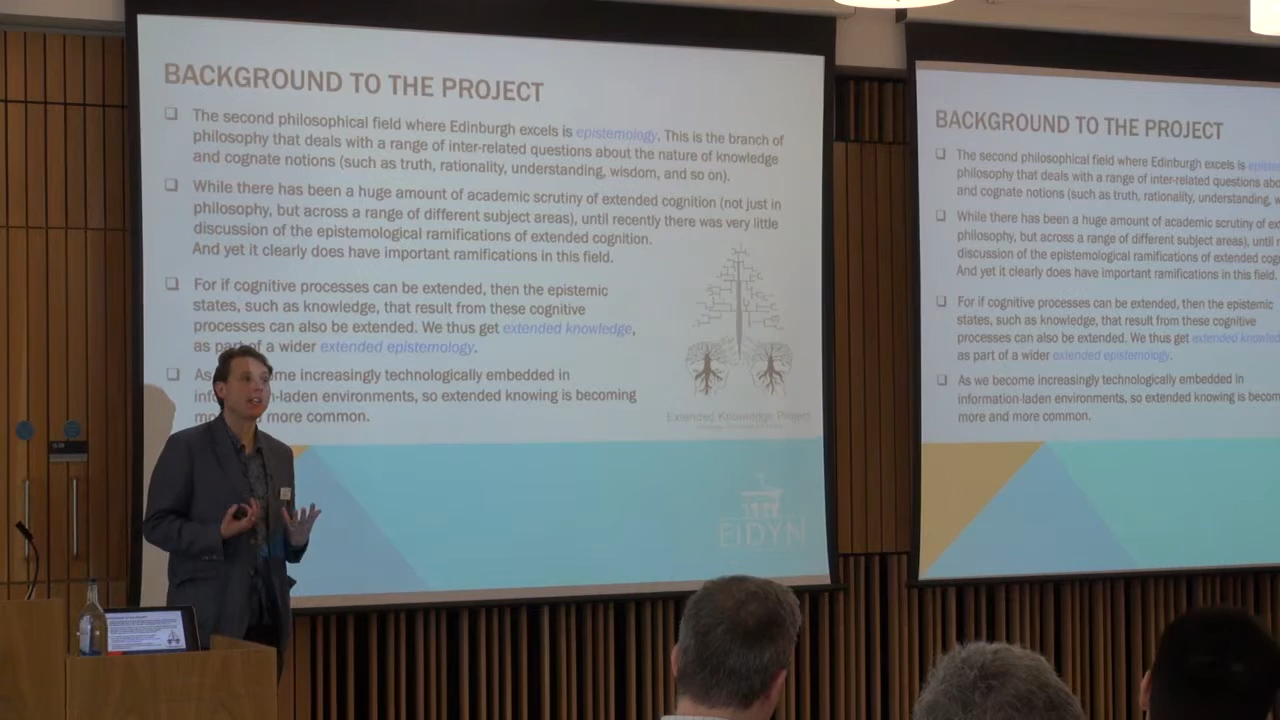 BACKGROUND TO THE PROJECT
The second philosophical field where Edinburgh excels is epistemology. This is the branch of
philosophy that deals with a range of inter-related questions about the nature of knowledge
and cognate notions (such as truth, rationality, understanding, wisdom, and so on).
While there has been a huge amount of academic scrutiny of extended cognition (not just in
philosophy, but across a range of different subject areas), until recently there was very little
discussion of the epistemological ramifications of extended cognition.
And yet it clearly does have important ramifications in this field.
For if cognitive processes can be extended, then the epistemic
states, such as knowledge, that result from these cognitive
processes can also be extended. We thus get extended knowledge,
as part of a wider extended epistemology.
As me increasingly technologically embedded in
-laden environments, so extended knowing is becoming
more common.
Extended Knowledge Project
EIDYN
BACKGROUND TO THE PROJECT
The second philosophical field where Edinburgh excels is
philosophy that deals with a range of inter-related questions
and cognate notions (such as truth, rationality, understanding,
While there has been a huge amount of academic scrutiny of
philosophy, but across a range of different subject areas), until
discussion of the epistemological ramifications of extended
And yet it clearly does have important ramifications in this field.
For if cognitive processes can be extended, then the epistemic
states, such as knowledge, that result from these cognitive
processes can also be extended. We thus get extended
as part of a wider extended epistemology.
As we become increasingly technologically embedded in
information-laden environments, so extended knowing is
more and more common.